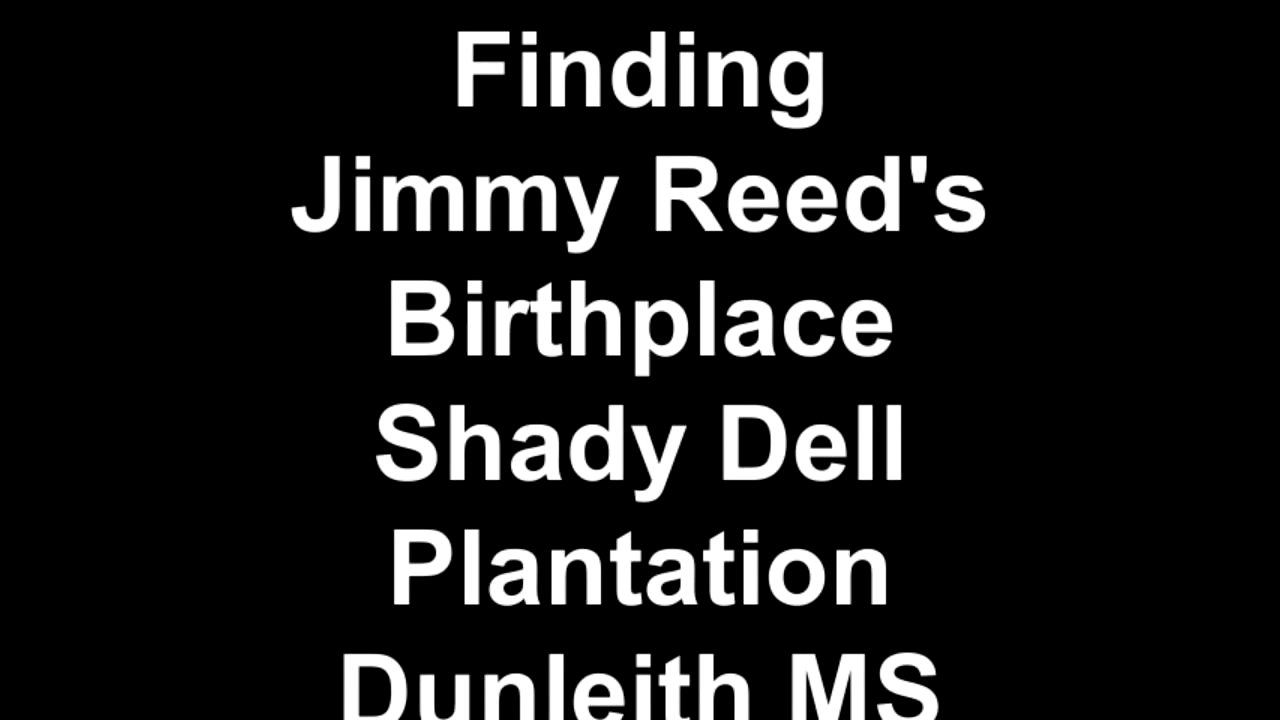 Finding
Jimmy Reed's
Birthplace
Shady Dell
Plantation
Dunleith MS